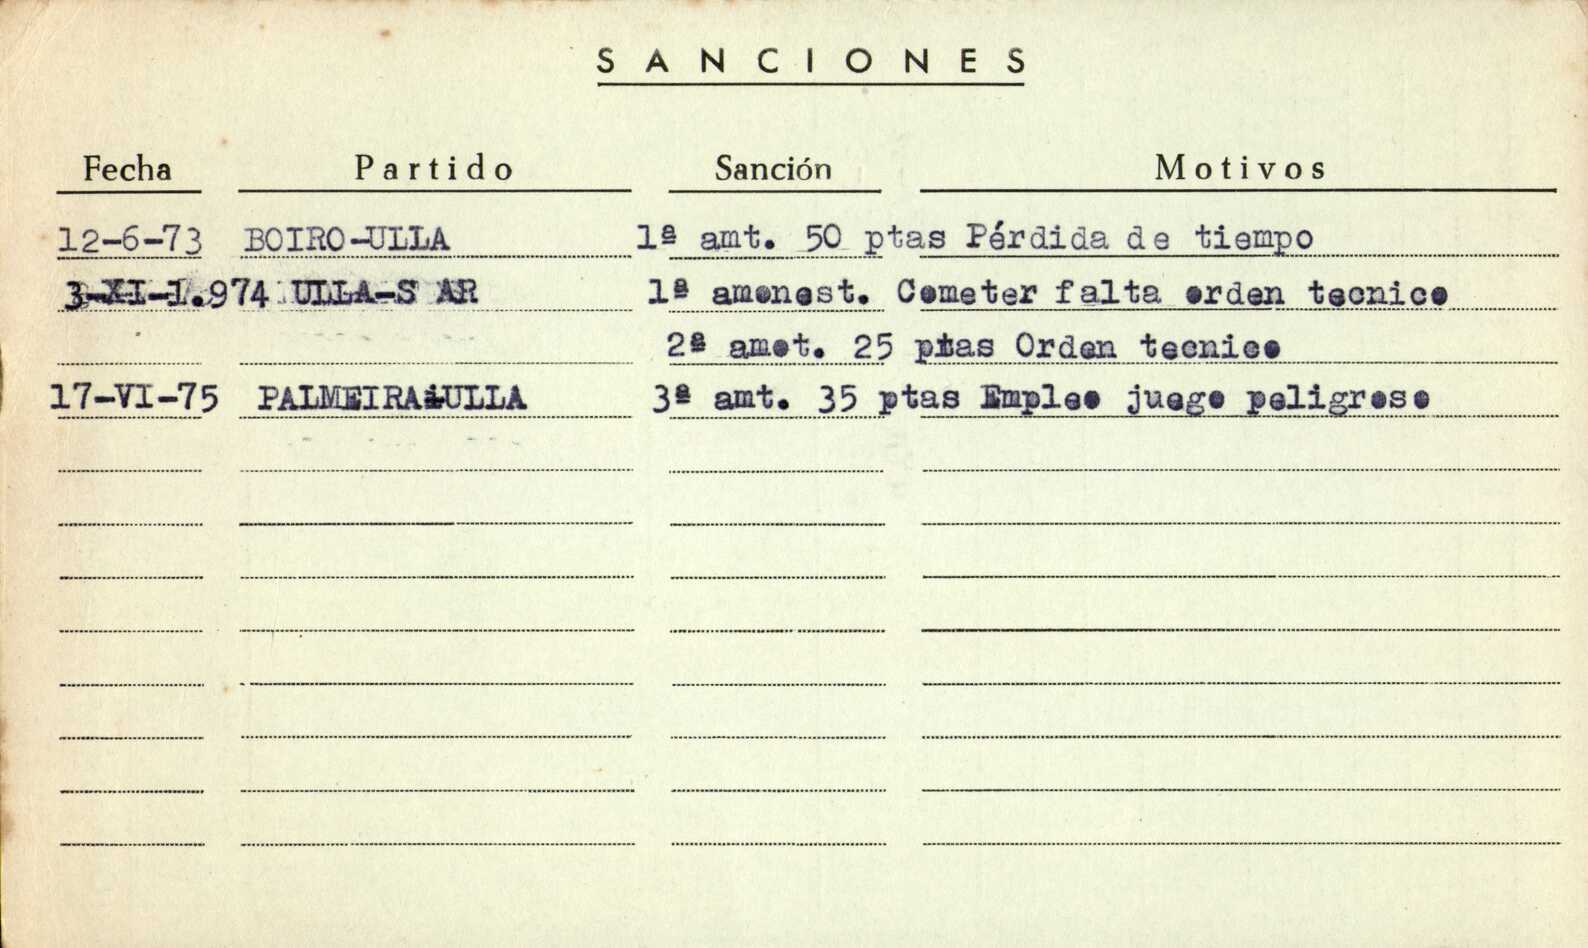 SANCIONES
Fecha Partido Sanción Motivos
12-6-73 BOIRO-ULLA 1ª amt. 50 ptas Pérdida de tiempo
3-XI-1.974 ULLA-S AR 1ª amonest. Cometer falta orden tecnico
2ª amot. 25 ptas Orden tecnico
17-VI-75 PALMEIRA-ULLA 3ª amt. 35 ptas Empleo juego peligroso